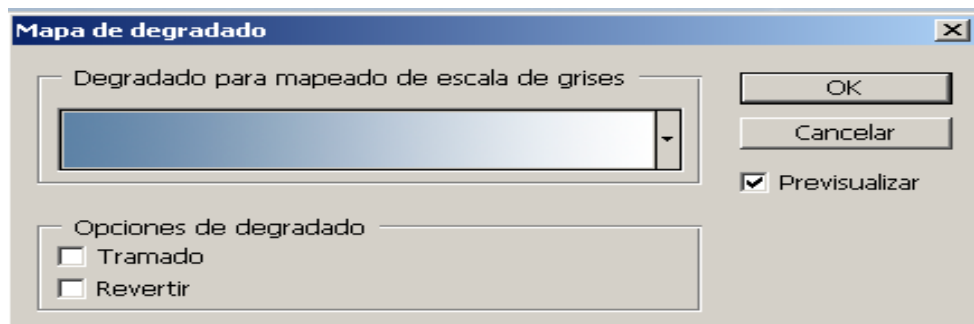 Mapa de degradado
Degradado para mapeado de escala de grises
OK
Cancelar
Previsualizar
Opciones de degradado
Tramado
Revertir